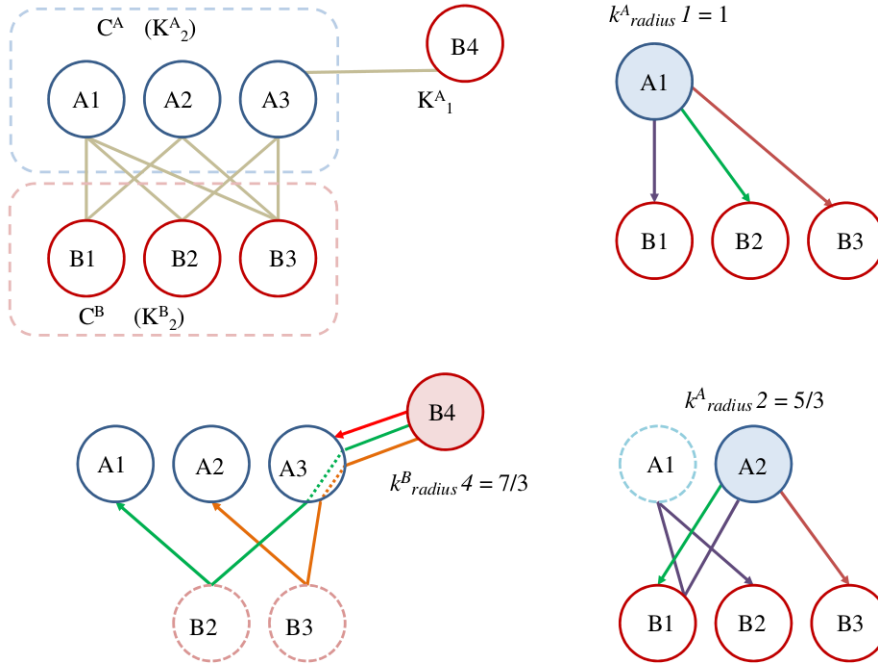 C^A (K^A_2)
B4
A1 A2 A3
K^A_1
B1 B2 B3
C^B (K^B_2)
k^A_radius 1 = 1
A1
B1 B2 B3
B4
A1 A2 A3
k^B_radius 4 = 7/3
B2 B3
k^A_radius 2 = 5/3
A1 A2
B1 B2 B3